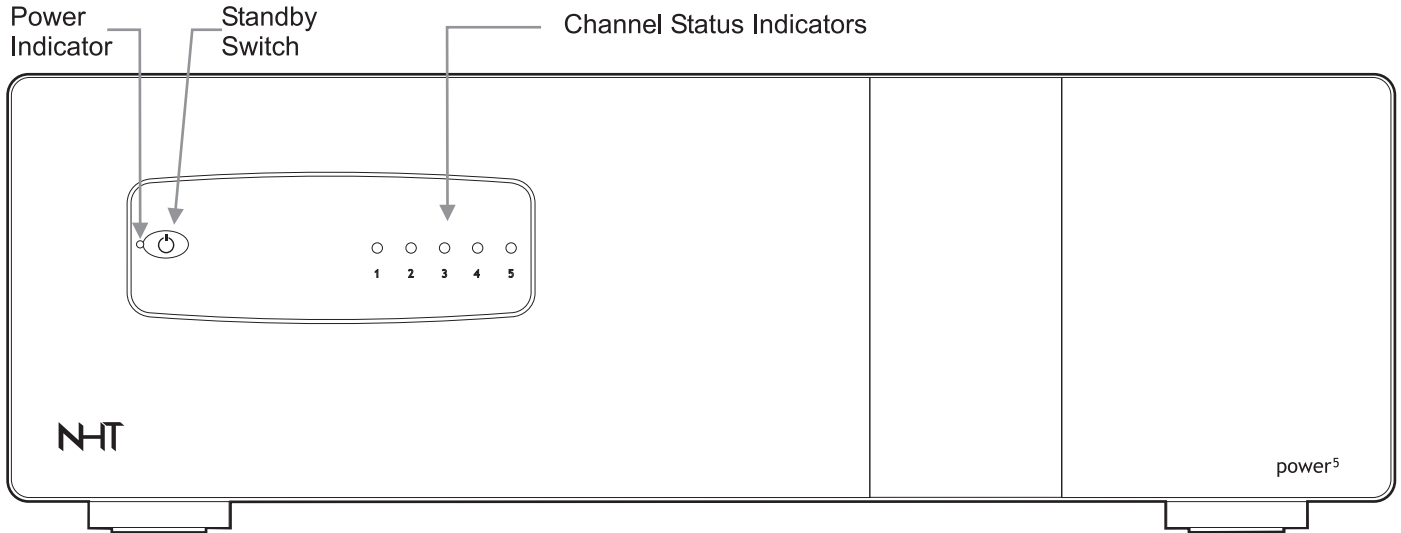 Power
Indicator
Standby
Switch
Channel Status Indicators
1 2 3 4 5
NHT
power⁵